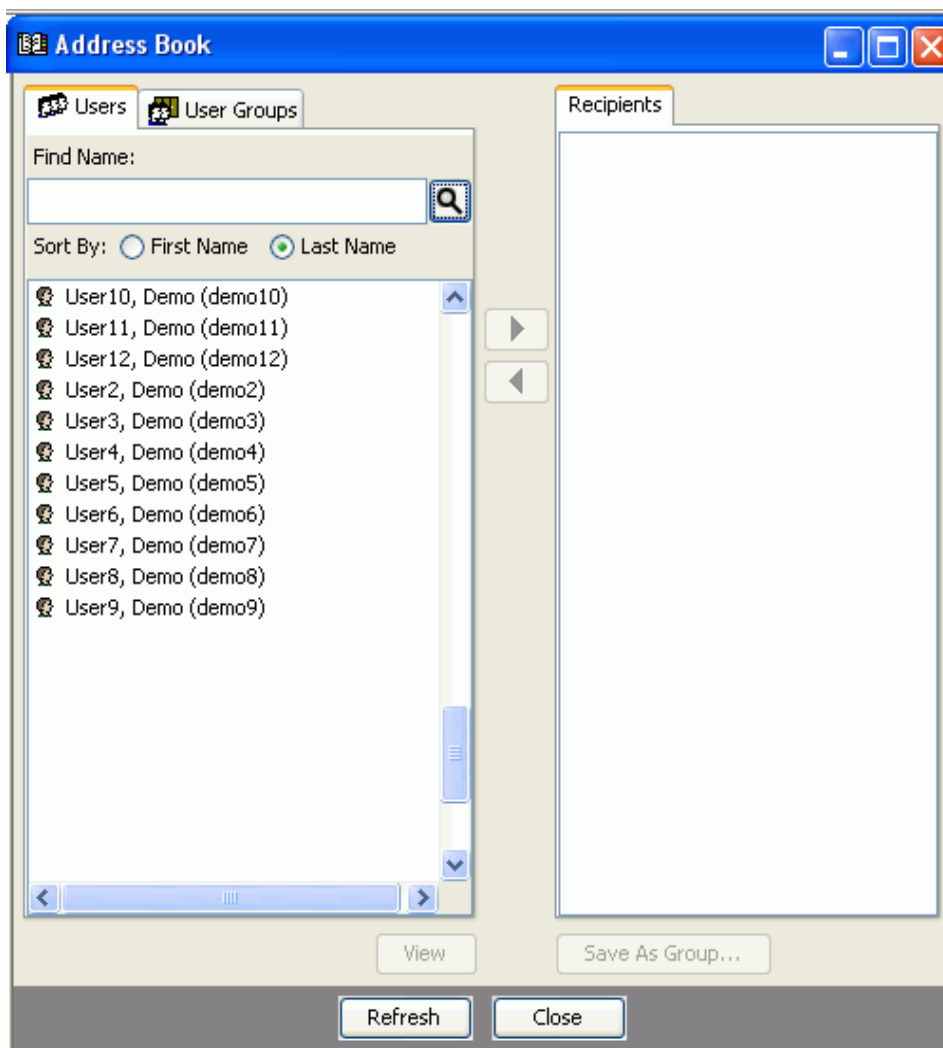 Address Book
Users
User Groups
Find Name:
Sort By: First Name Last Name
User10, Demo (demo10)
User11, Demo (demo11)
User12, Demo (demo12)
User2, Demo (demo2)
User3, Demo (demo3)
User4, Demo (demo4)
User5, Demo (demo5)
User6, Demo (demo6)
User7, Demo (demo7)
User8, Demo (demo8)
User9, Demo (demo9)
View
Recipients
Save As Group...
Refresh
Close